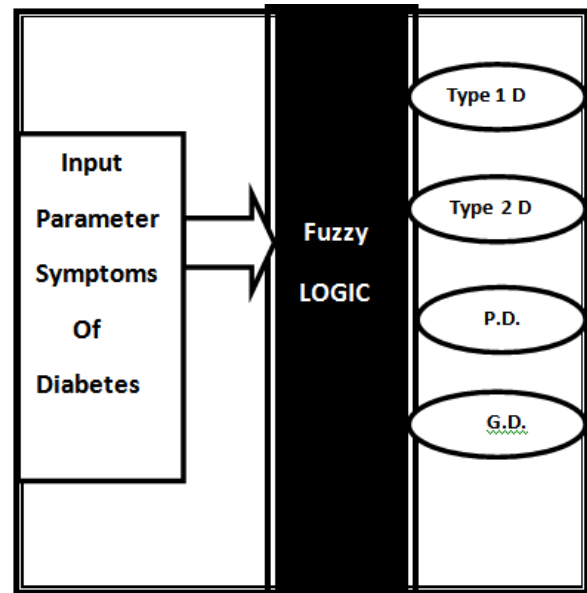 Input
Parameter
Symptoms
Of
Diabetes
Fuzzy
LOGIC
Type 1 D
Type 2 D
P.D.
G.D.